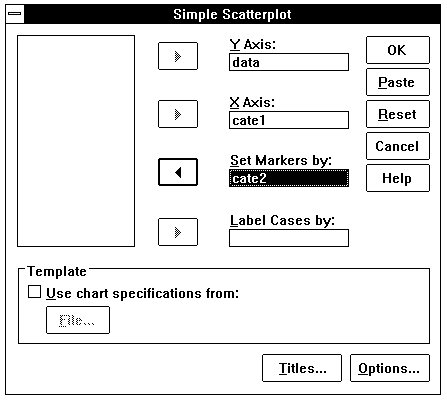 Simple Scatterplot
Y Axis:
data
X Axis:
cate1
Set Markers by:
cate2
Label Cases by:
OK
Paste
Reset
Cancel
Help
Template
Use chart specifications from:
File...
Titles...
Options...